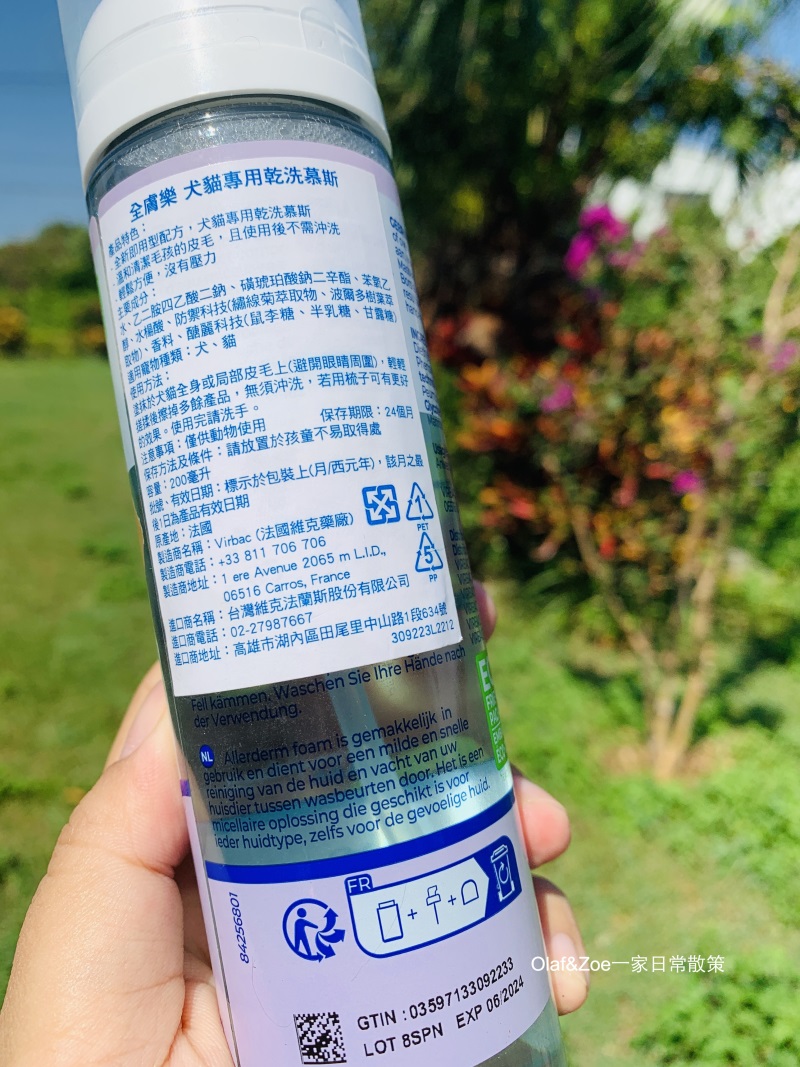 全膚樂 犬貓專用乾洗慕斯
產品特色：
．全新即用型配方，犬貓專用乾洗慕斯
．溫和清潔毛孩的皮毛，且使用後不需沖洗
．輕鬆方便，沒有壓力
主要成分：
水、乙二胺四乙酸二鈉、磺琥珀酸鈉二辛酯、苯氧乙
醇、水楊酸、防禦科技(繡線菊萃取物、波爾多樹葉萃
取物)、香料、醣麗科技(鼠李糖、半乳糖、甘露糖)
適用寵物種類：犬、貓
使用方法：
塗抹於犬貓全身或局部皮毛上(避開眼睛周圍)，輕輕
搓揉後擦掉多餘產品，無須沖洗，若用梳子可有更好
的效果。使用完請洗手。
注意事項：僅供動物使用 保存期限：24個月
保存方法及條件：請放置於孩童不易取得處
容量：200毫升
批號、有效日期：標示於包裝上(月/西元年)，該月之最
後1日為產品有效日期
原產地：法國
製造商名稱：Virbac (法國維克藥廠)
製造商電話：+33 811 706 706
製造商地址：1 ere Avenue 2065 m L.I.D.,
06516 Carros, France
進口商名稱：台灣維克法蘭斯股份有限公司
進口商電話：02-27987667
進口商地址：高雄市湖內區田尾里中山路1段634號
309223L2212
1
PET
5
PP
Fell kämmen. Waschen Sie Ihre Hände nach
der Verwendung.
NL Allerderm foam is gemakkelijk in
gebruik en dient voor een milde en snelle
reiniging van de huid en vacht van uw
huisdier tussen wasbeurten door. Het is een
micellaire oplossing die geschikt is voor
ieder huidtype, zelfs voor de gevoelige huid.
84256801
FR
GTIN : 03597133092233
LOT 8SPN EXP 06/2024
Olaf&Zoe一家日常散策